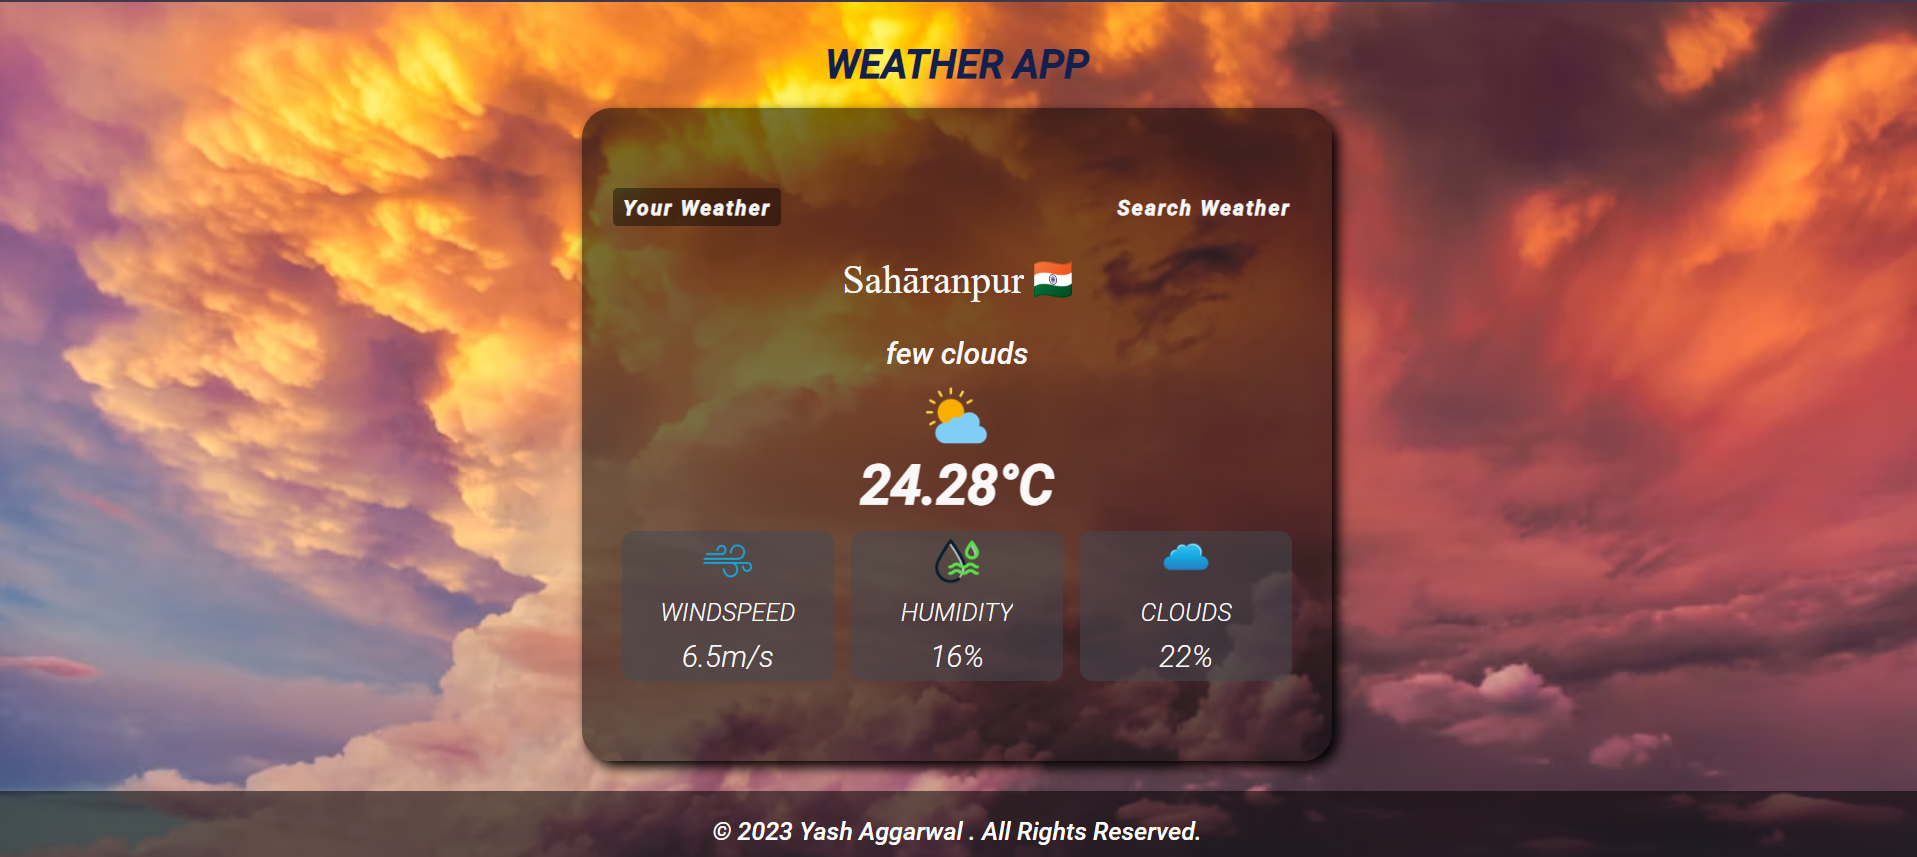 WEATHER APP
Your Weather
Search Weather
Sahāranpur
few clouds
24.28°C
WINDSPEED
6.5m/s
HUMIDITY
16%
CLOUDS
22%
© 2023 Yash Aggarwal . All Rights Reserved.